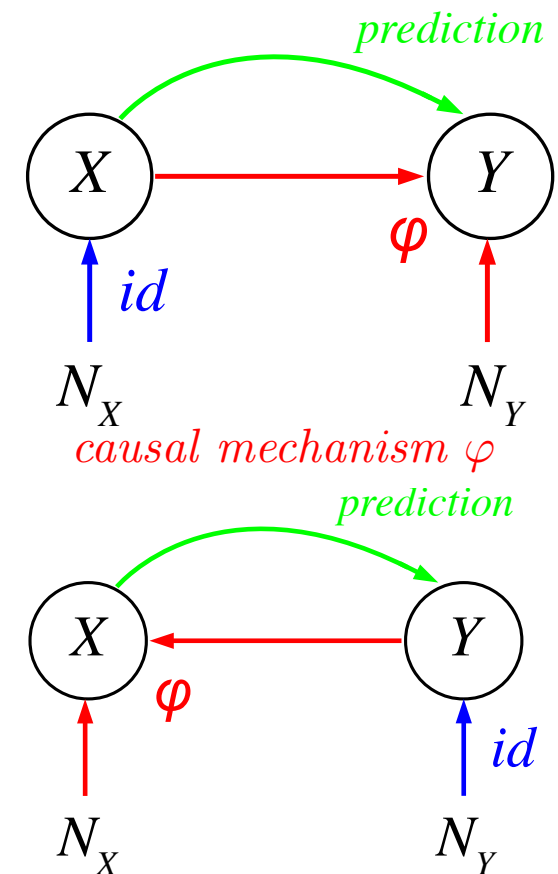 prediction
X Y
φ
id
N_X N_Y
causal mechanism φ
prediction
X Y
φ
id
N_X N_Y